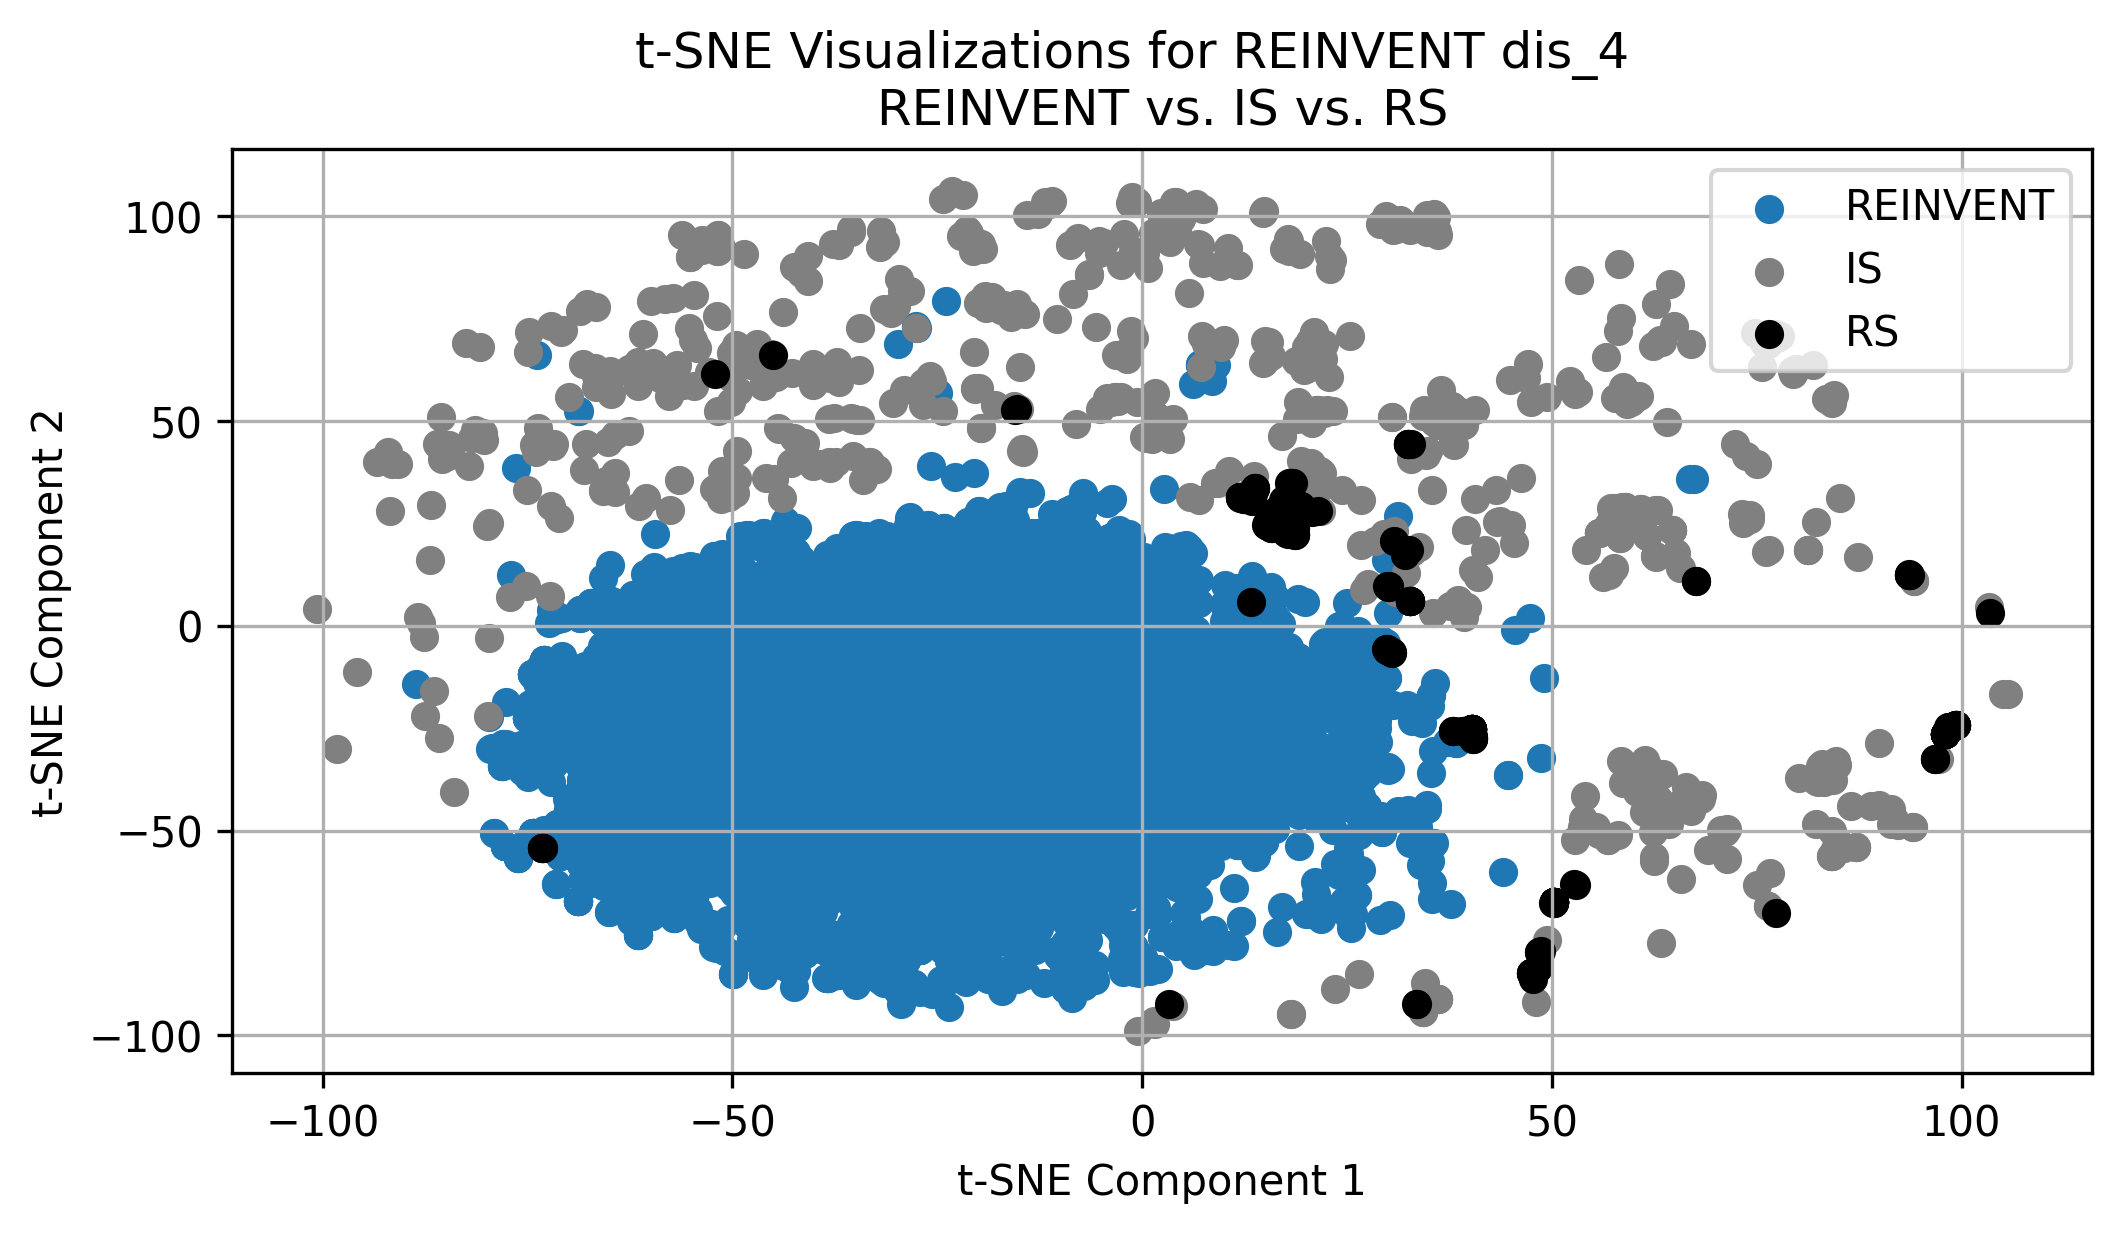 t-SNE Visualizations for REINVENT dis_4
REINVENT vs. IS vs. RS
REINVENT
IS
RS
100
50
0
−50
−100
t-SNE Component 2
−100
−50
0
50
100
t-SNE Component 1